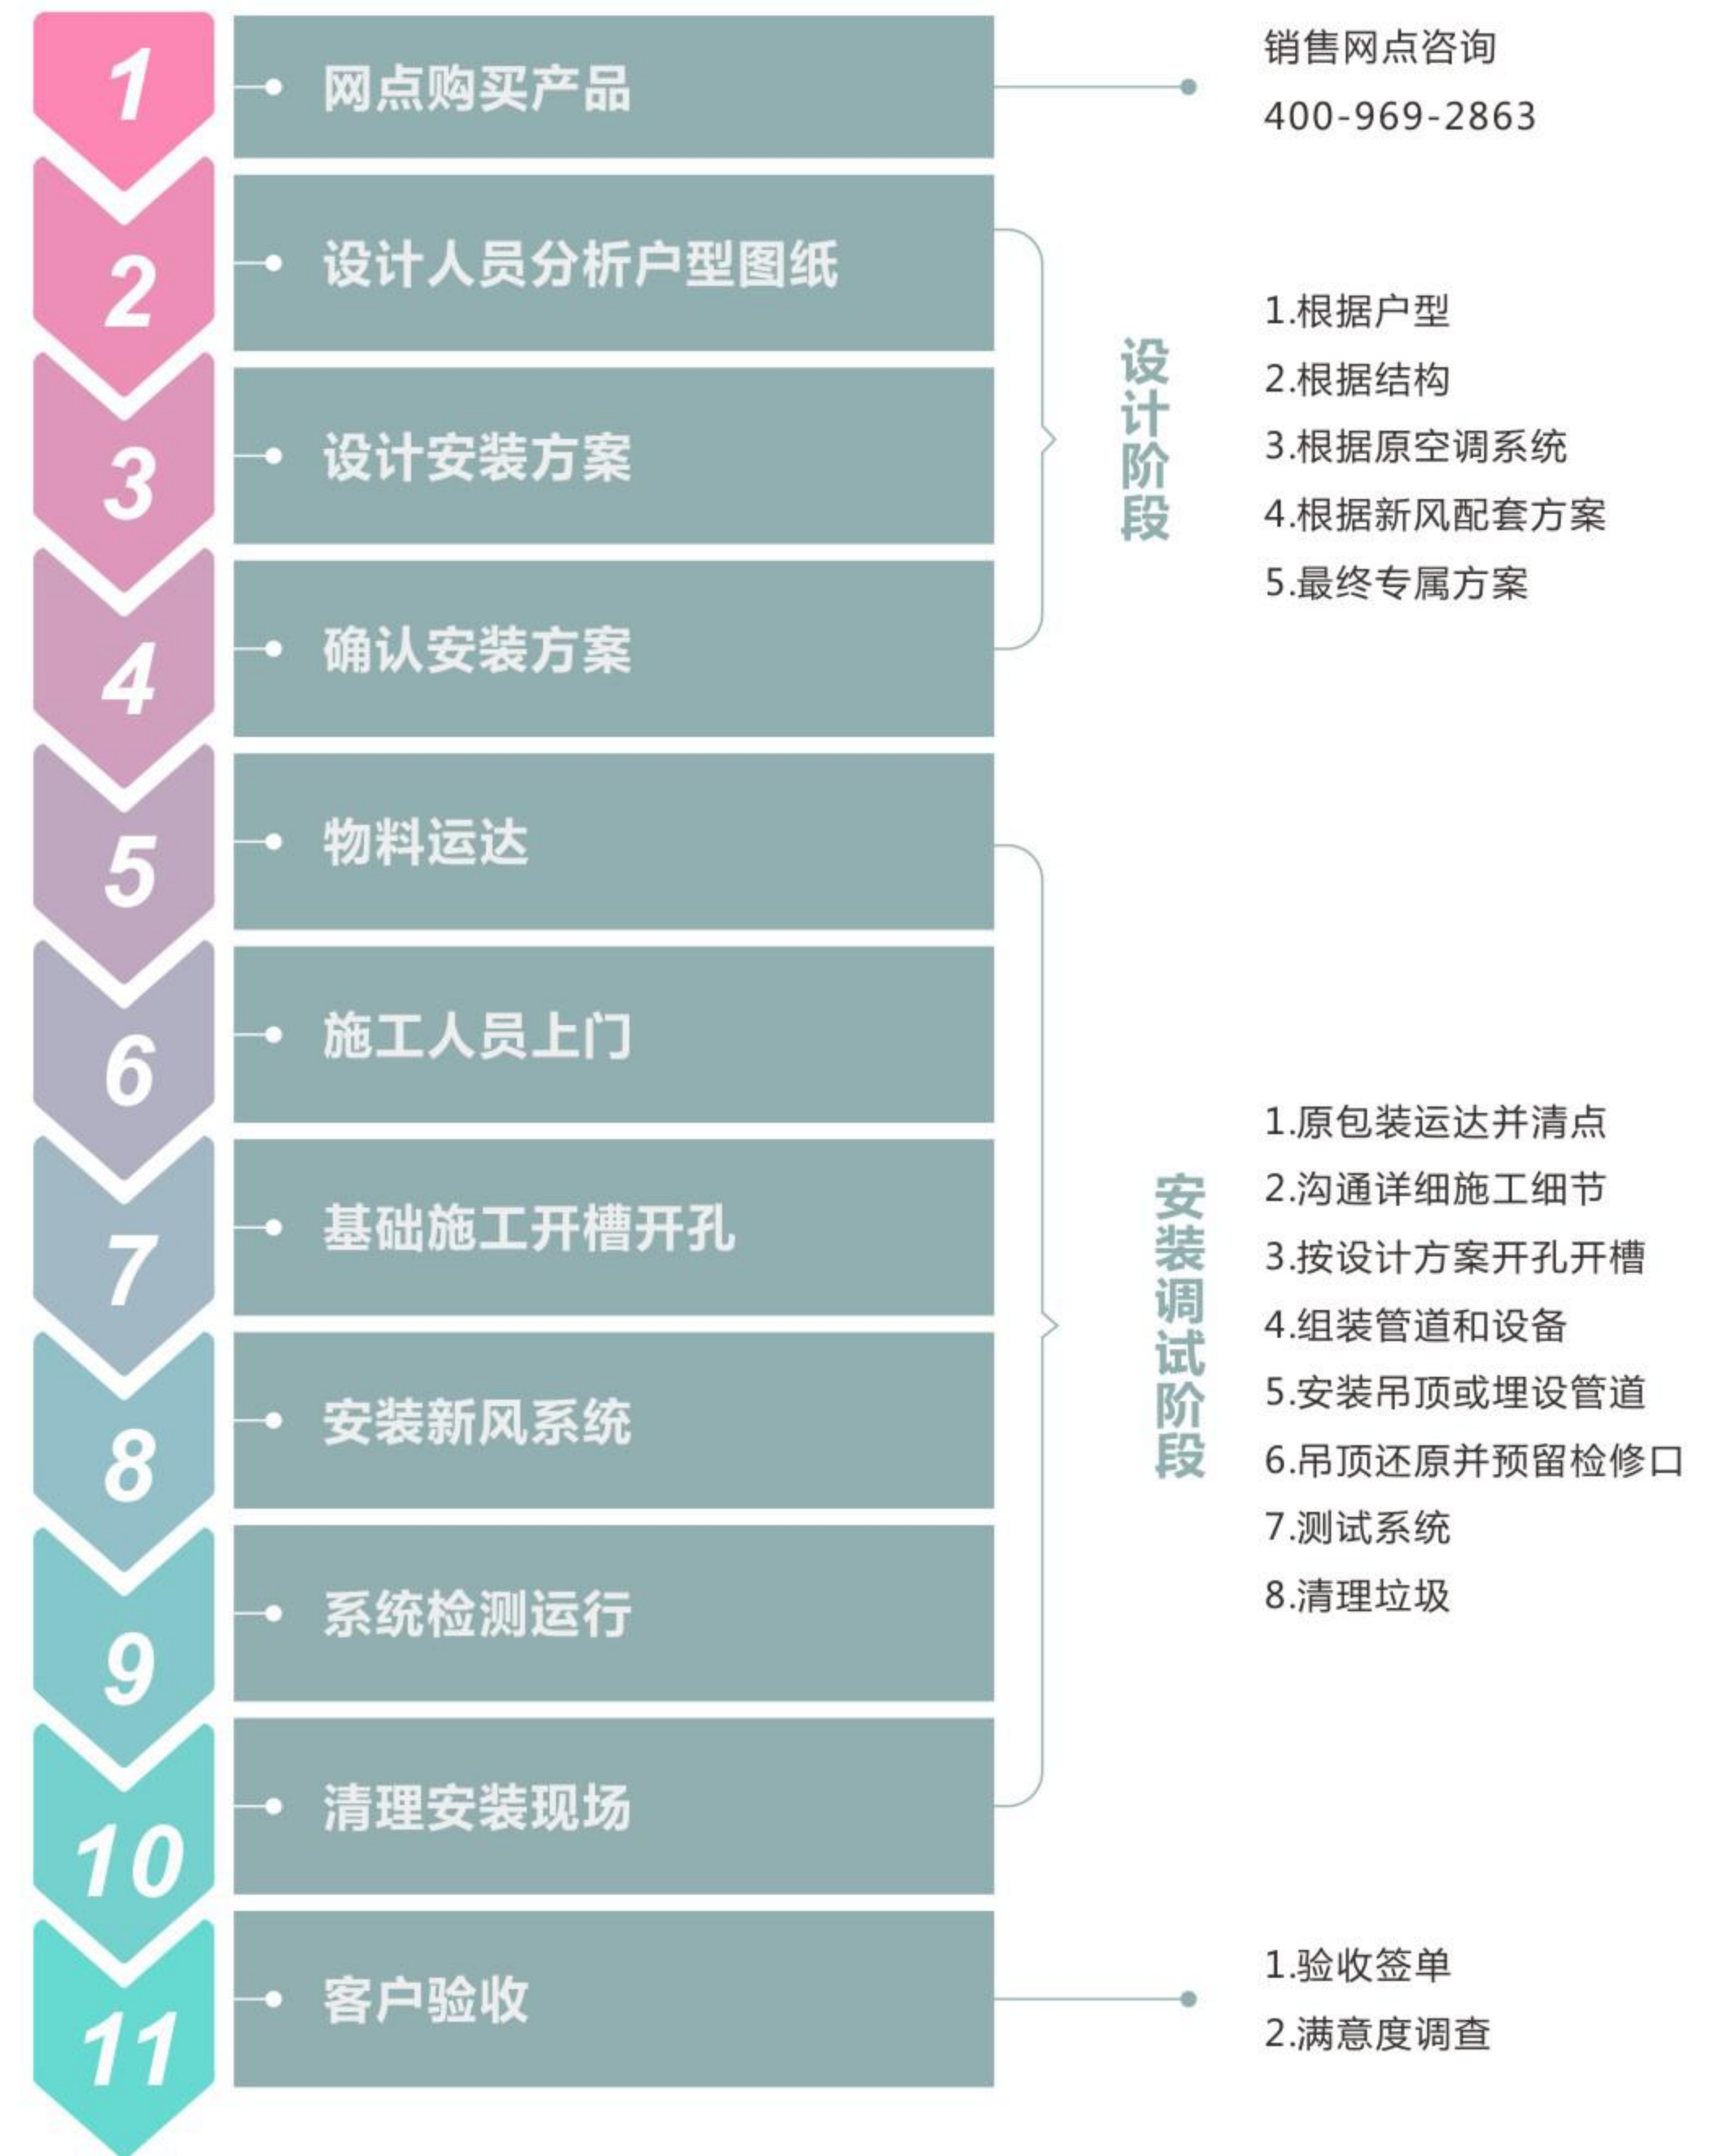 1
网点购买产品
销售网点咨询
400-969-2863
2
设计人员分析户型图纸
3
设计安装方案
4
确认安装方案
设计阶段
1.根据户型
2.根据结构
3.根据原空调系统
4.根据新风配套方案
5.最终专属方案
5
物料运达
6
施工人员上门
7
基础施工开槽开孔
8
安装新风系统
9
系统检测运行
10
清理安装现场
安装调试阶段
1.原包装运达并清点
2.沟通详细施工细节
3.按设计方案开孔开槽
4.组装管道和设备
5.安装吊顶或埋设管道
6.吊顶还原并预留检修口
7.测试系统
8.清理垃圾
11
客户验收
1.验收签单
2.满意度调查